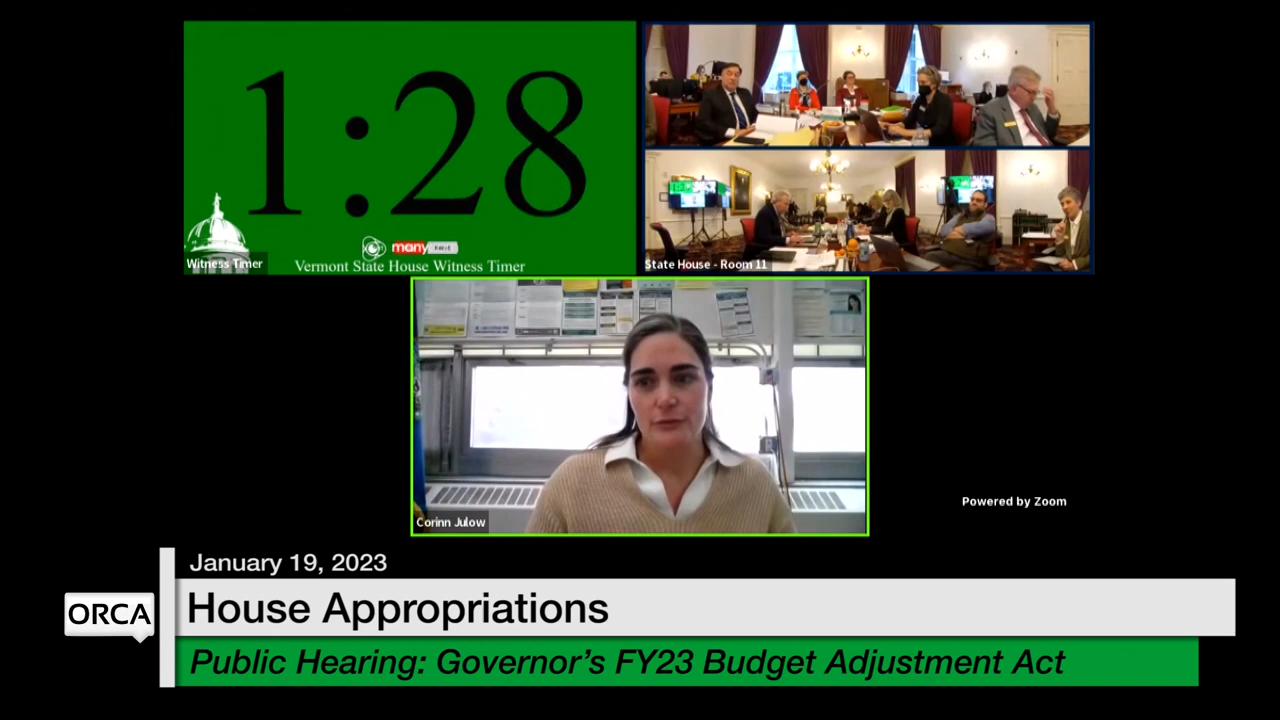 1:28
many
Witness Timer
Vermont State House Witness Timer
State House - Room 11
Corinn Julow
Powered by Zoom
January 19, 2023
ORCA
House Appropriations
Public Hearing: Governor's FY23 Budget Adjustment Act